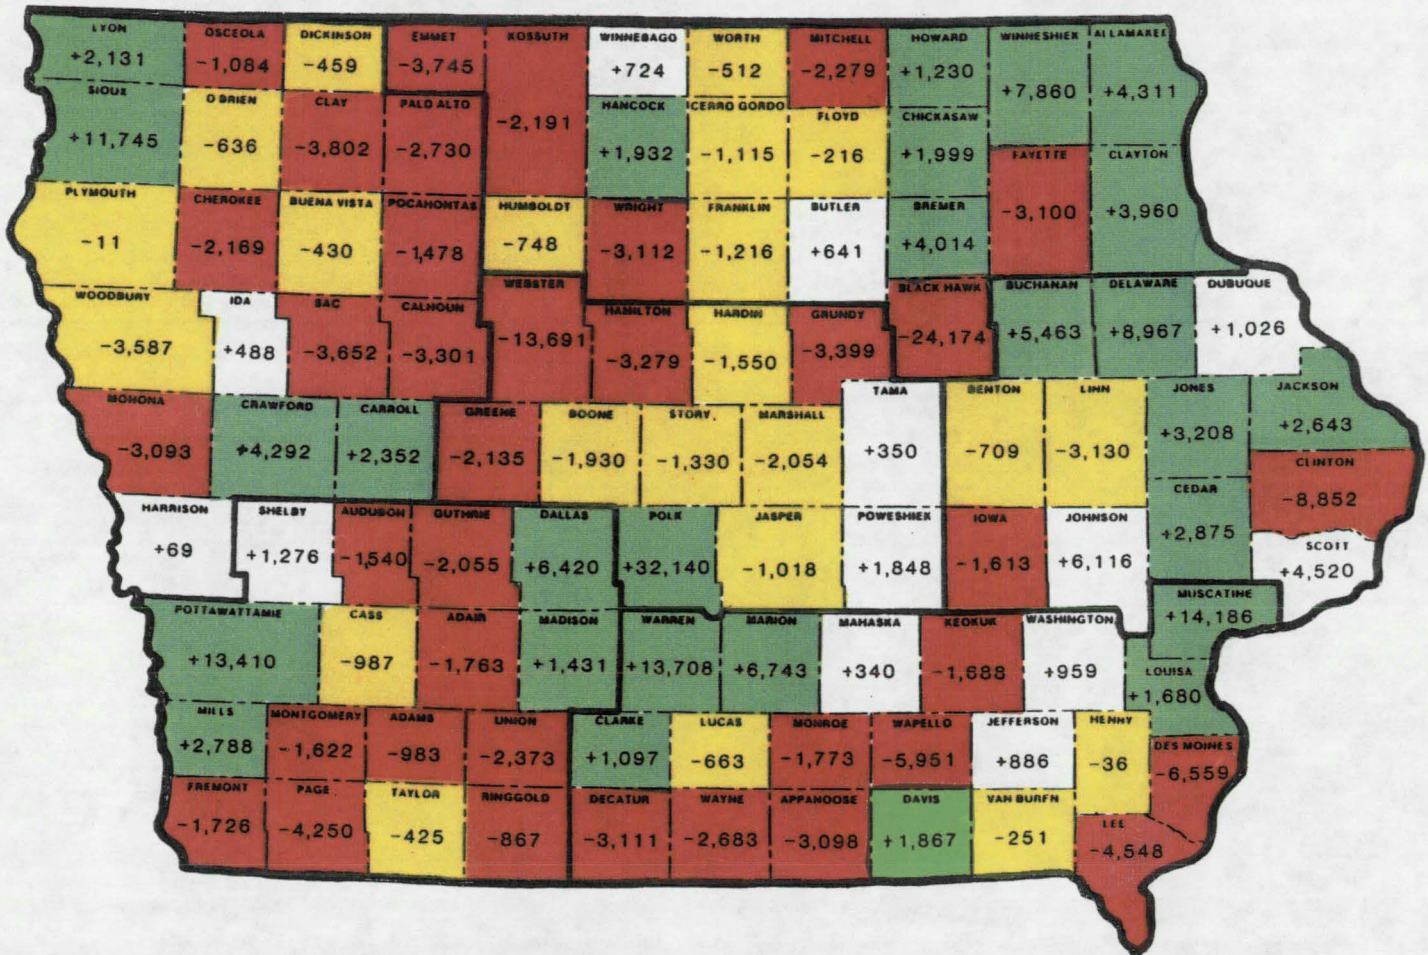 LYON
+2,131
OSCEOLA
-1,084
DICKINSON
-459
EMMET
-3,745
KOSSUTH
-2,191
WINNEBAGO
+724
WORTH
-512
MITCHELL
-2,279
HOWARD
+1,230
WINNESHIEK
+7,860
ALLAMAKEE
+4,311
SIOUX
+11,745
O BRIEN
-636
CLAY
-3,802
PALO ALTO
-2,730
HANCOCK
+1,932
CERRO GORDO
-1,115
FLOYD
-216
CHICKASAW
+1,999
FAYETTE
-3,100
CLAYTON
+3,960
PLYMOUTH
-11
CHEROKEE
-2,169
BUENA VISTA
-430
POCAHONTAS
-1,478
HUMBOLDT
-748
WRIGHT
-3,112
FRANKLIN
-1,216
BUTLER
+641
BREMER
+4,014
WOODBURY
-3,587
IDA
+488
SAC
-3,652
CALHOUN
-3,301
WEBSTER
-13,691
HAMILTON
-3,279
HARDIN
-1,550
GRUNDY
-3,399
BLACK HAWK
-24,174
BUCHANAN
+5,463
DELAWARE
+8,967
DUBUQUE
+1,026
MONONA
-3,093
CRAWFORD
+4,292
CARROLL
+2,352
GREENE
-2,135
BOONE
-1,930
STORY
-1,330
MARSHALL
-2,054
TAMA
+350
BENTON
-709
LINN
-3,130
JONES
+3,208
JACKSON
+2,643
CLINTON
-8,852
HARRISON
+69
SHELBY
+1,276
AUDUBON
-1,540
GUTHRIE
-2,055
DALLAS
+6,420
POLK
+32,140
JASPER
-1,018
POWESHIEK
+1,848
IOWA
-1,613
JOHNSON
+6,116
CEDAR
+2,875
SCOTT
+4,520
MUSCATINE
+14,186
POTTAWATTAMIE
+13,410
CASS
-987
ADAIR
-1,763
MADISON
+1,431
WARREN
+13,708
MARION
+6,743
MAHASKA
+340
KEOKUK
-1,688
WASHINGTON
+959
LOUISA
+1,680
MILLS
+2,788
MONTGOMERY
-1,622
ADAMS
-983
UNION
-2,373
CLARKE
+1,097
LUCAS
-663
MONROE
-1,773
WAPELLO
-5,951
JEFFERSON
+886
HENRY
-36
DES MOINES
-6,559
FREMONT
-1,726
PAGE
-4,250
TAYLOR
-425
RINGGOLD
-867
DECATUR
-3,111
WAYNE
-2,683
APPANOOSE
-3,098
DAVIS
+1,867
VAN BUREN
-251
LEE
-4,548